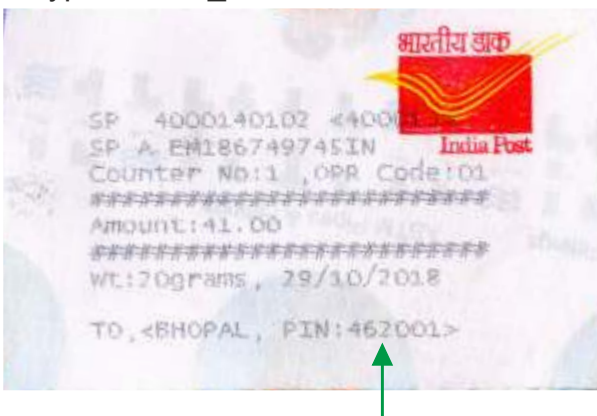 भारतीय डाक
India Post
SP 4000140102
SP A EM186749745IN
Counter No:1 ,OPR Code:01
Amount:41.00
Wt:20grams, 29/10/2018
TO,<BHOPAL, PIN:462001>